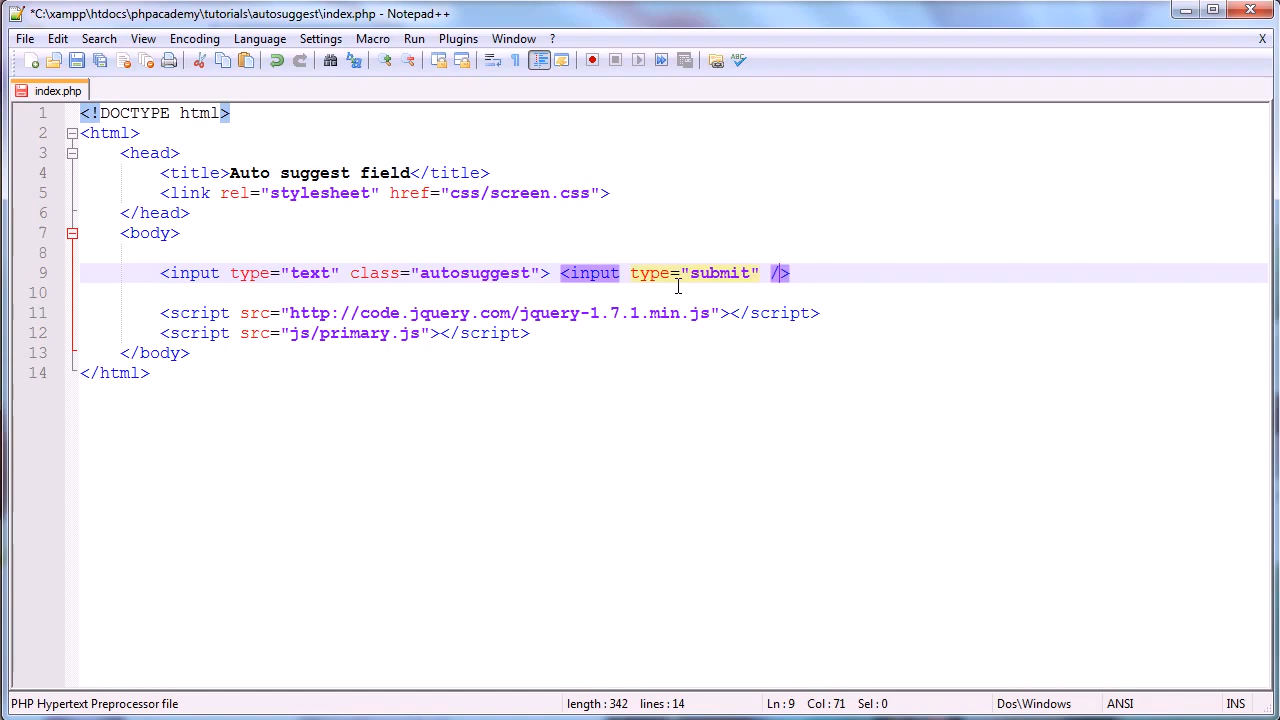 *C:\xampp\htdocs\phpacademy\tutorials\autosuggest\index.php - Notepad++
File Edit Search View Encoding Language Settings Macro Run Plugins Window ? X
index.php
1 <!DOCTYPE html>
2 <html>
3 <head>
4 <title>Auto suggest field</title>
5 <link rel="stylesheet" href="css/screen.css">
6 </head>
7 <body>
8
9 <input type="text" class="autosuggest"> <input type="submit" />
10
11 <script src="http://code.jquery.com/jquery-1.7.1.min.js"></script>
12 <script src="js/primary.js"></script>
13 </body>
14 </html>
PHP Hypertext Preprocessor file length : 342 lines : 14 Ln : 9 Col : 71 Sel : 0 Dos\Windows ANSI INS